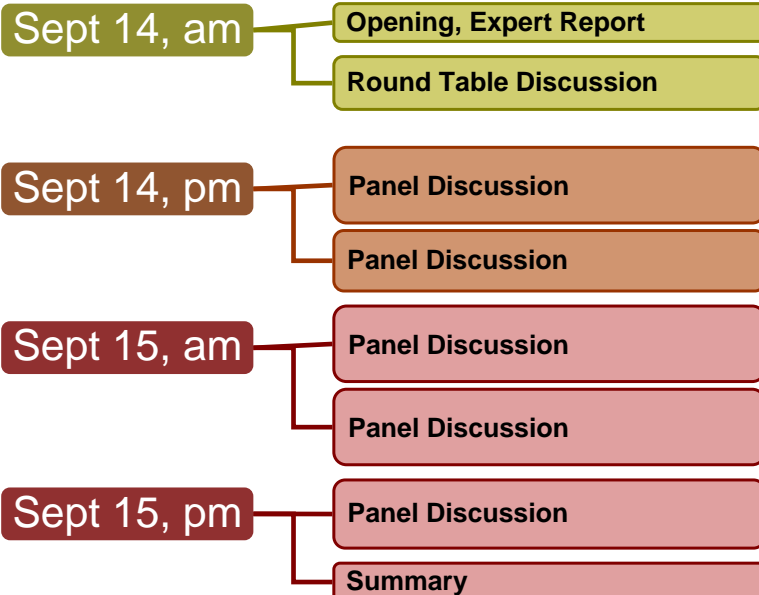 Sept 14, am
Opening, Expert Report
Round Table Discussion
Sept 14, pm
Panel Discussion
Panel Discussion
Sept 15, am
Panel Discussion
Panel Discussion
Sept 15, pm
Panel Discussion
Summary